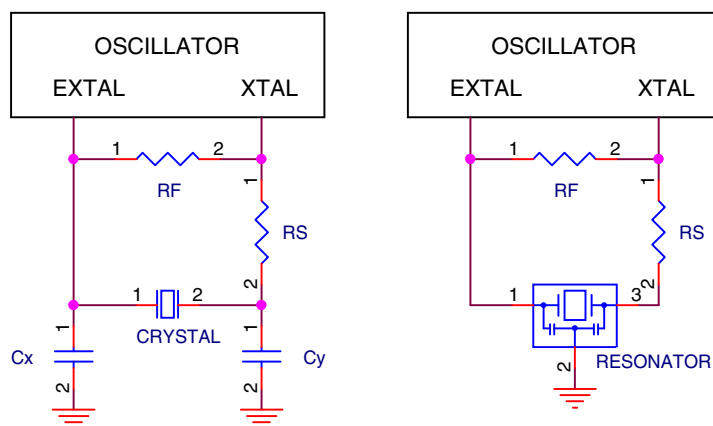 OSCILLATOR
EXTAL XTAL
1 2
RF
1
RS
2
1 2
CRYSTAL
1 1
Cx Cy
2 2
OSCILLATOR
EXTAL XTAL
1 2
RF
1
RS
2
1 3
RESONATOR
2